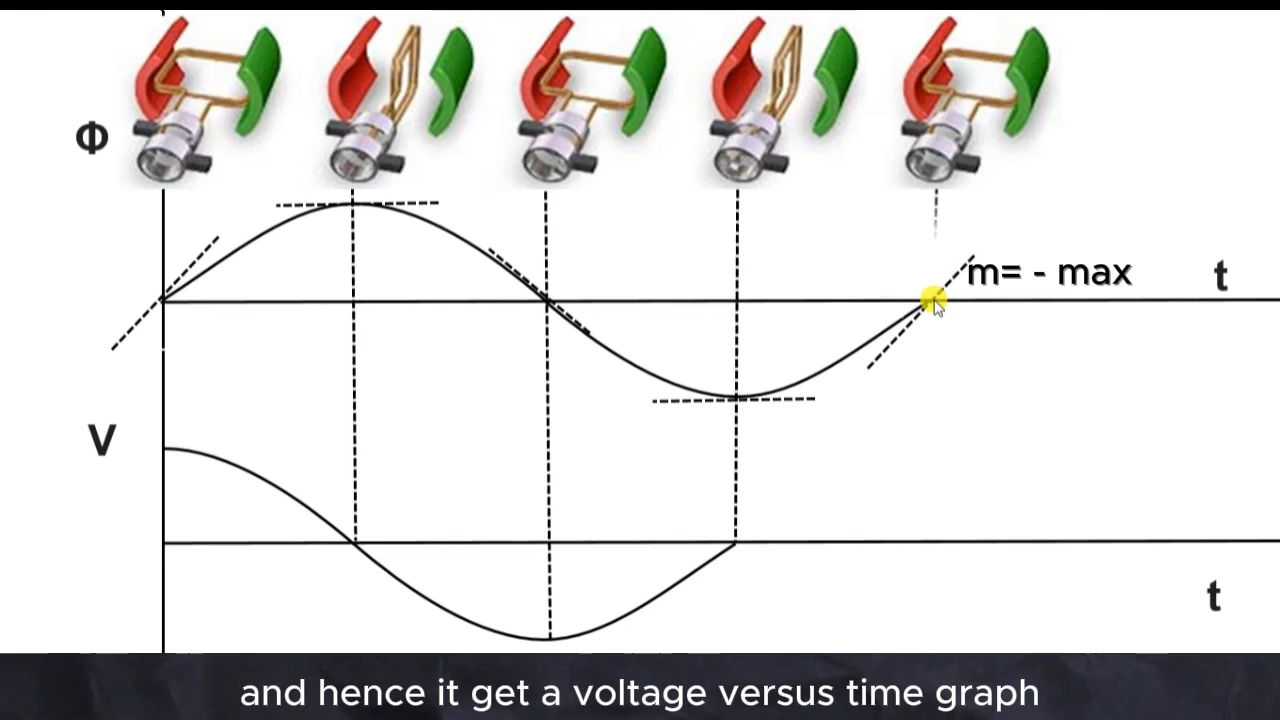 Φ
m= - max
t
V
t
and hence it get a voltage versus time graph